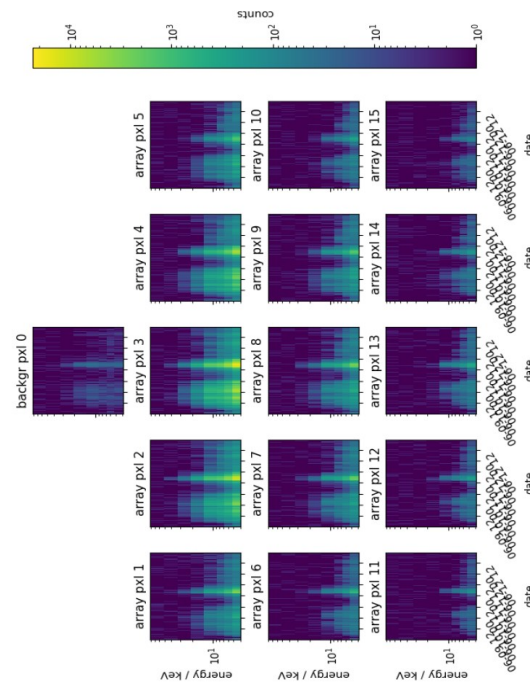 counts
10⁴
10³
10²
10¹
10⁰
backgr pxl 0
array pxl 1
array pxl 2
array pxl 3
array pxl 4
array pxl 5
energy / keV
10¹
array pxl 6
array pxl 7
array pxl 8
array pxl 9
array pxl 10
energy / keV
10¹
array pxl 11
array pxl 12
array pxl 13
array pxl 14
array pxl 15
energy / keV
10¹
date
date
date
date
date